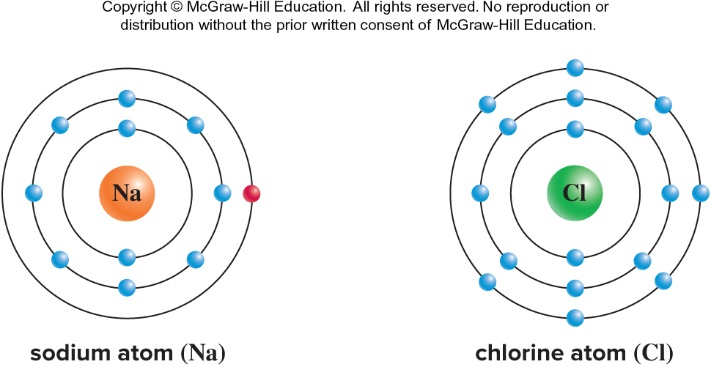 Copyright © McGraw-Hill Education. All rights reserved. No reproduction or
distribution without the prior written consent of McGraw-Hill Education.
Na
Cl
sodium atom (Na)
chlorine atom (Cl)